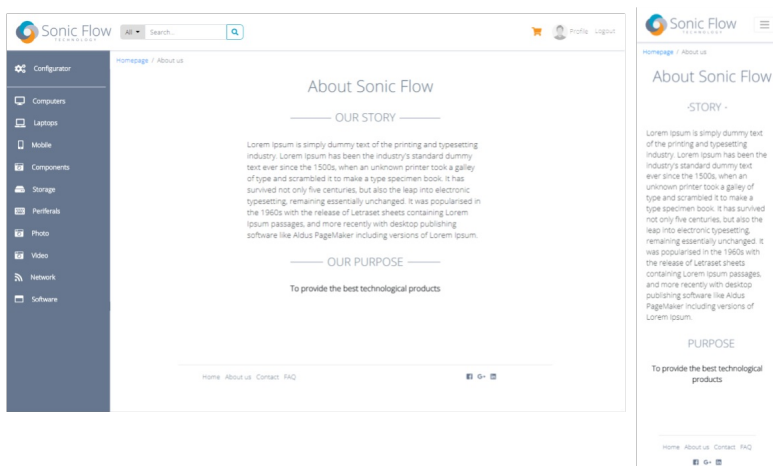 Sonic Flow
TECHNOLOGY
All
Search...
Profile Logout
Configurator
Computers
Laptops
Mobile
Components
Storage
Periferals
Photo
Video
Network
Software
Homepage / About us
About Sonic Flow
OUR STORY
Lorem Ipsum is simply dummy text of the printing and typesetting
industry. Lorem Ipsum has been the industry's standard dummy
text ever since the 1500s, when an unknown printer took a galley
of type and scrambled it to make a type specimen book. It has
survived not only five centuries, but also the leap into electronic
typesetting, remaining essentially unchanged. It was popularised in
the 1960s with the release of Letraset sheets containing Lorem
Ipsum passages, and more recently with desktop publishing
software like Aldus PageMaker including versions of Lorem Ipsum.
OUR PURPOSE
To provide the best technological products
Home About us Contact FAQ
G+
Sonic Flow
TECHNOLOGY
Homepage / About us
About Sonic Flow
-STORY -
Lorem Ipsum is simply dummy text
of the printing and typesetting
industry. Lorem Ipsum has been the
industry's standard dummy text
ever since the 1500s, when an
unknown printer took a galley of
type and scrambled it to make a
type specimen book. It has survived
not only five centuries, but also the
leap into electronic typesetting,
remaining essentially unchanged. It
was popularised in the 1960s with
the release of Letraset sheets
containing Lorem Ipsum passages,
and more recently with desktop
publishing software like Aldus
PageMaker including versions of
Lorem Ipsum.
PURPOSE
To provide the best technological
products
Home About us Contact FAQ
G+